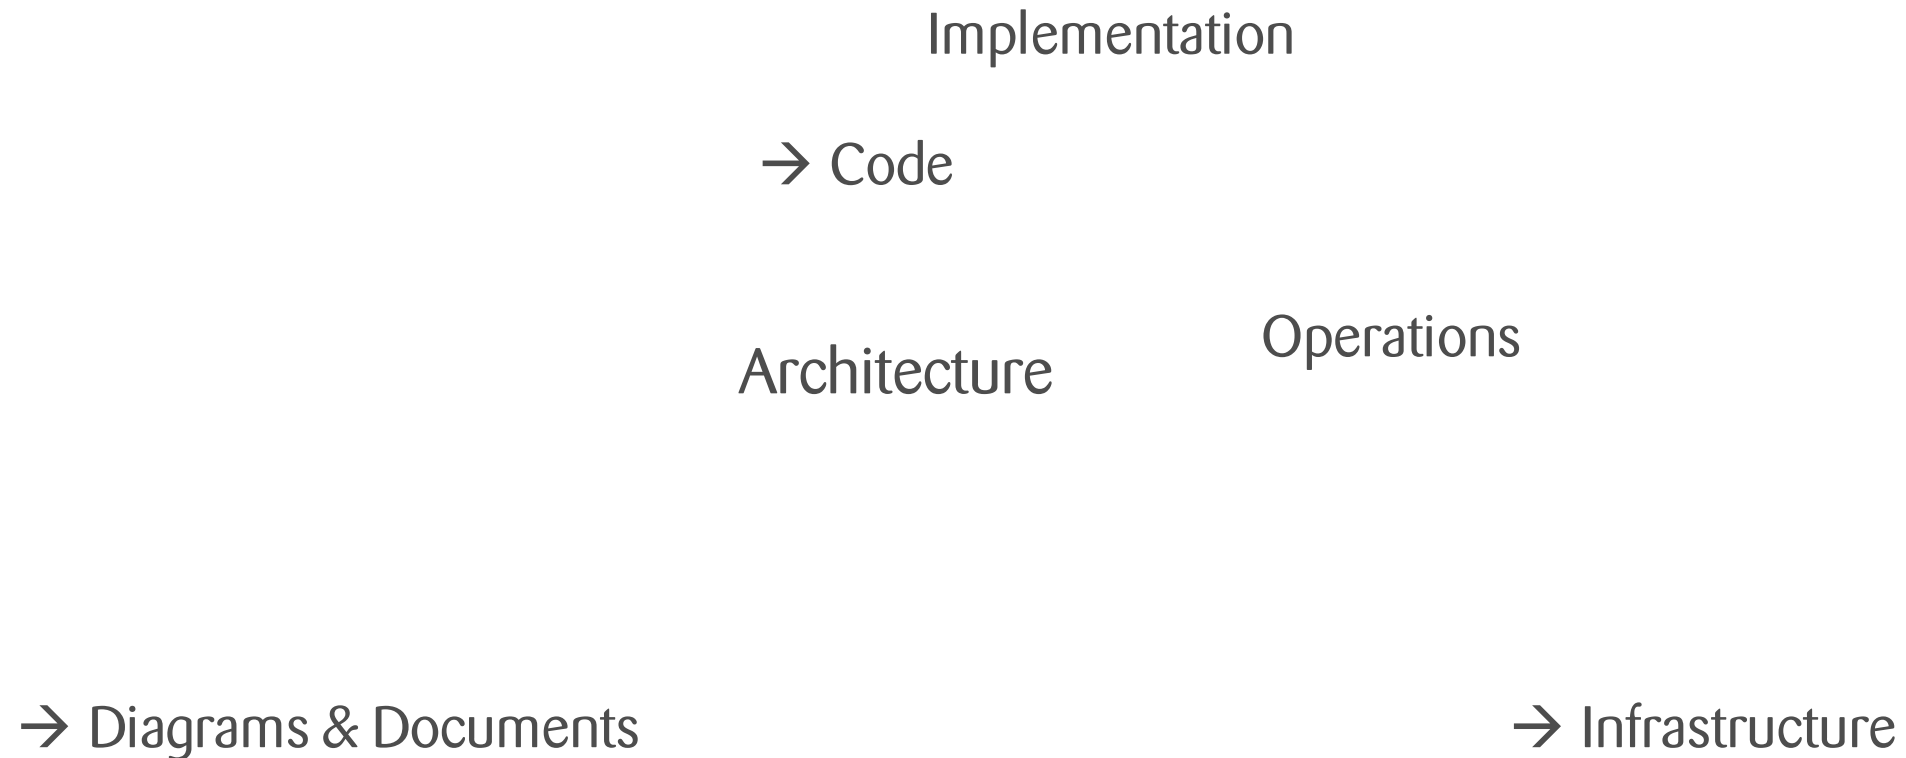 Implementation
→ Code
Operations
Architecture
→ Diagrams & Documents
→ Infrastructure